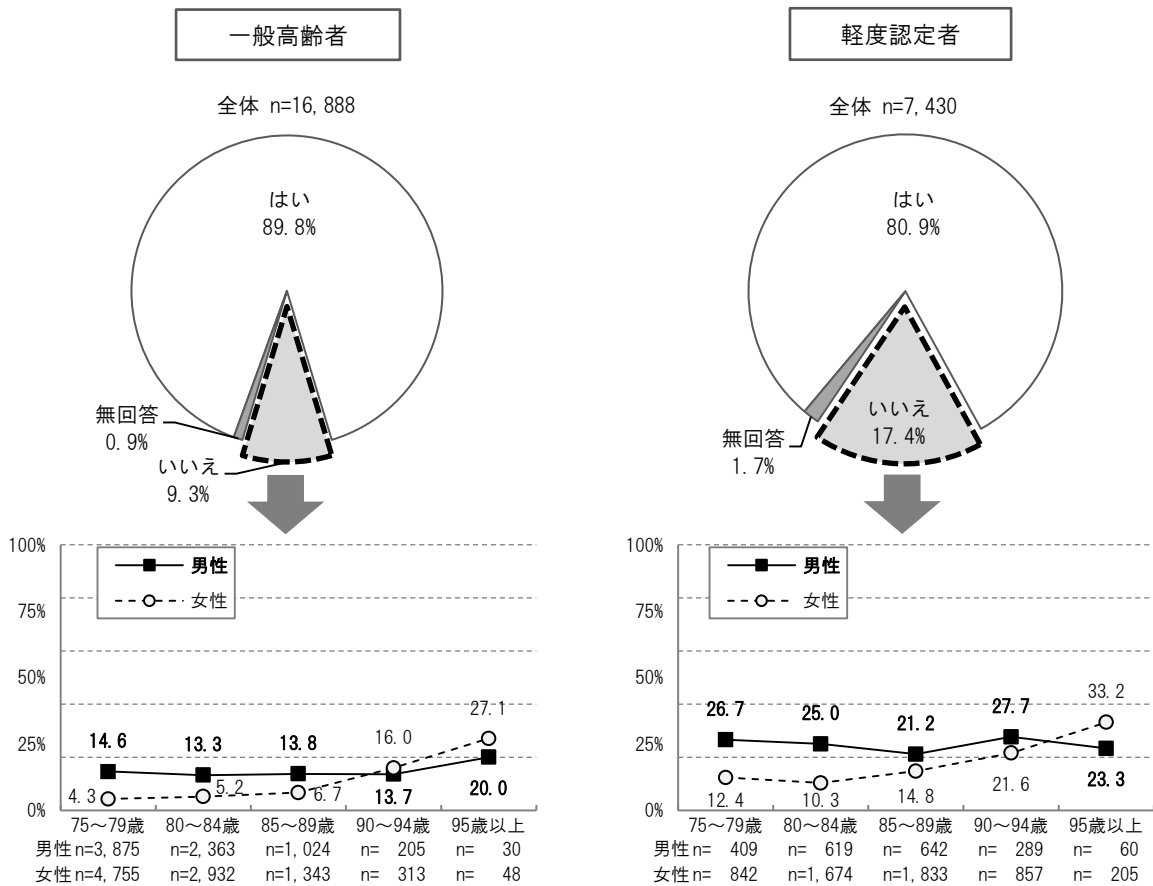 一般高齢者
全体 n=16,888
はい
89.8%
無回答
0.9%
いいえ
9.3%
100%
75%
50%
25%
0%
男性
女性
14.6
13.3
13.8
13.7
20.0
4.3
5.2
6.7
16.0
27.1
75～79歳 80～84歳 85～89歳 90～94歳 95歳以上
男性 n=3,875 n=2,363 n=1,024 n= 205 n= 30
女性 n=4,755 n=2,932 n=1,343 n= 313 n= 48
軽度認定者
全体 n=7,430
はい
80.9%
無回答
1.7%
いいえ
17.4%
100%
75%
50%
25%
0%
男性
女性
26.7
25.0
21.2
27.7
23.3
12.4
10.3
14.8
21.6
33.2
75～79歳 80～84歳 85～89歳 90～94歳 95歳以上
男性 n= 409 n= 619 n= 642 n= 289 n= 60
女性 n= 842 n=1,674 n=1,833 n= 857 n= 205